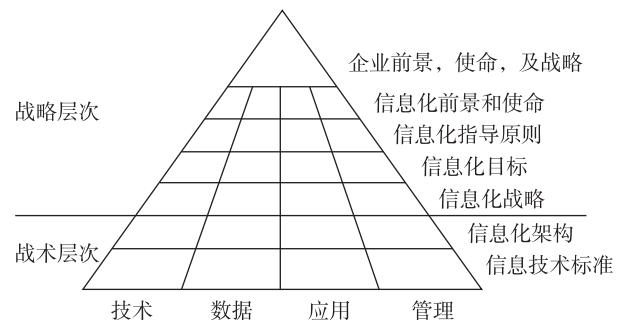 企业前景，使命，及战略
信息化前景和使命
战略层次
信息化指导原则
信息化目标
信息化战略
信息化架构
战术层次
信息技术标准
技术 数据 应用 管理